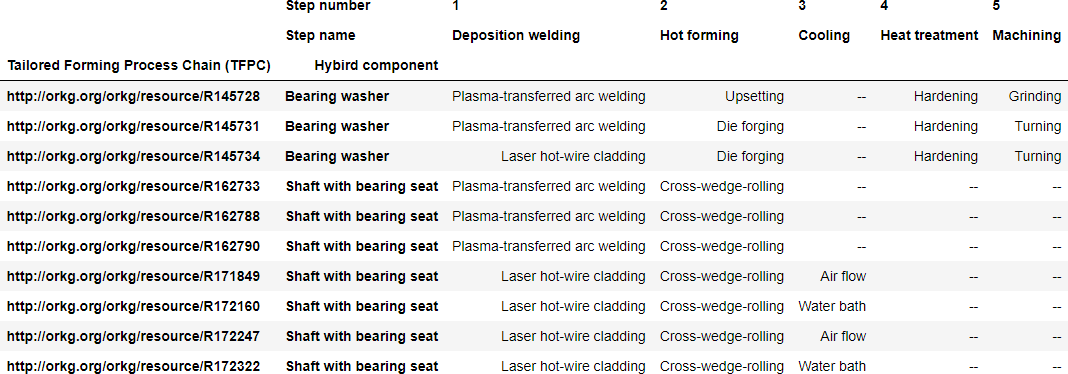 Step number 1 2 3 4 5
Step name Deposition welding Hot forming Cooling Heat treatment Machining
Tailored Forming Process Chain (TFPC) Hybird component
http://orkg.org/orkg/resource/R145728 Bearing washer Plasma-transferred arc welding Upsetting -- Hardening Grinding
http://orkg.org/orkg/resource/R145731 Bearing washer Plasma-transferred arc welding Die forging -- Hardening Turning
http://orkg.org/orkg/resource/R145734 Bearing washer Laser hot-wire cladding Die forging -- Hardening Turning
http://orkg.org/orkg/resource/R162733 Shaft with bearing seat Plasma-transferred arc welding Cross-wedge-rolling -- -- --
http://orkg.org/orkg/resource/R162788 Shaft with bearing seat Plasma-transferred arc welding Cross-wedge-rolling -- -- --
http://orkg.org/orkg/resource/R162790 Shaft with bearing seat Plasma-transferred arc welding Cross-wedge-rolling -- -- --
http://orkg.org/orkg/resource/R171849 Shaft with bearing seat Laser hot-wire cladding Cross-wedge-rolling Air flow -- --
http://orkg.org/orkg/resource/R172160 Shaft with bearing seat Laser hot-wire cladding Cross-wedge-rolling Water bath -- --
http://orkg.org/orkg/resource/R172247 Shaft with bearing seat Laser hot-wire cladding Cross-wedge-rolling Air flow -- --
http://orkg.org/orkg/resource/R172322 Shaft with bearing seat Laser hot-wire cladding Cross-wedge-rolling Water bath -- --